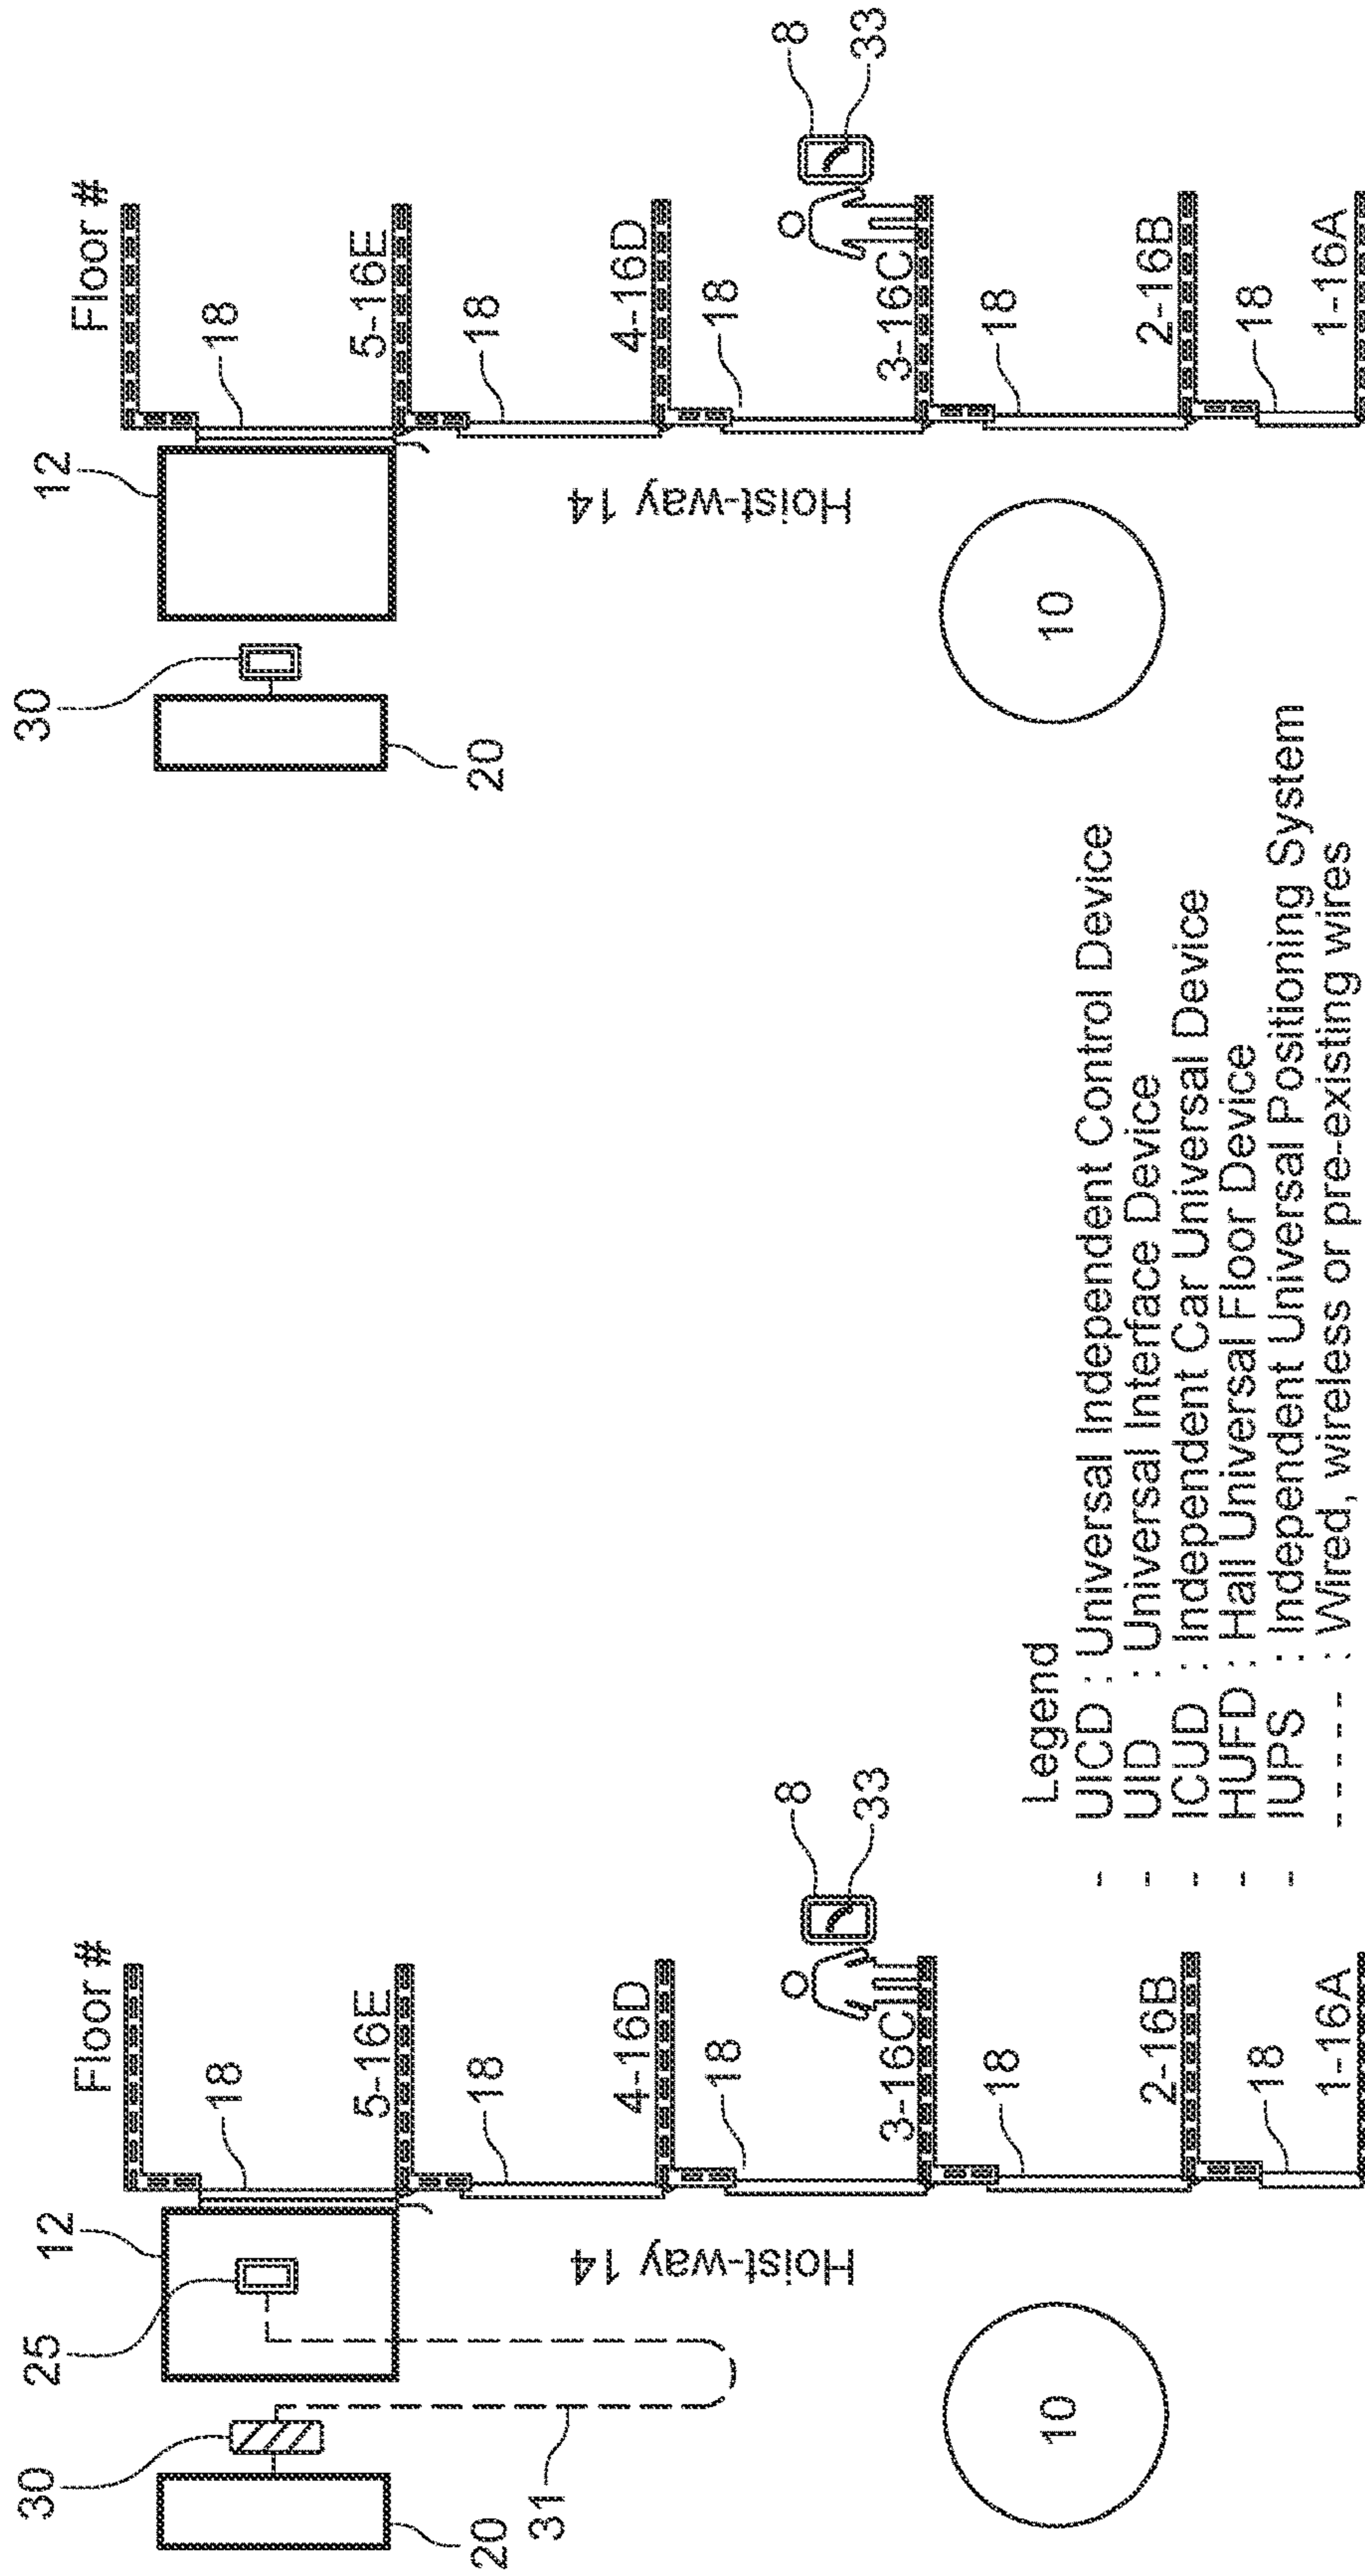 Floor #
30
12
25
18
5-16E
20
31
18
4-16D
Hoist-way 14
18
8
33
3-16C
10
18
2-16B
18
1-16A
Legend
- UICD : Universal Independent Control Device
- UID : Universal Interface Device
- ICUD : Independent Car Universal Device
- HUFD : Hall Universal Floor Device
- IUPS : Independent Universal Positioning System
- - - - - : Wired, wireless or pre-existing wires
Floor #
30
12
18
5-16E
20
18
4-16D
Hoist-way 14
18
8
33
3-16C
10
18
2-16B
18
1-16A